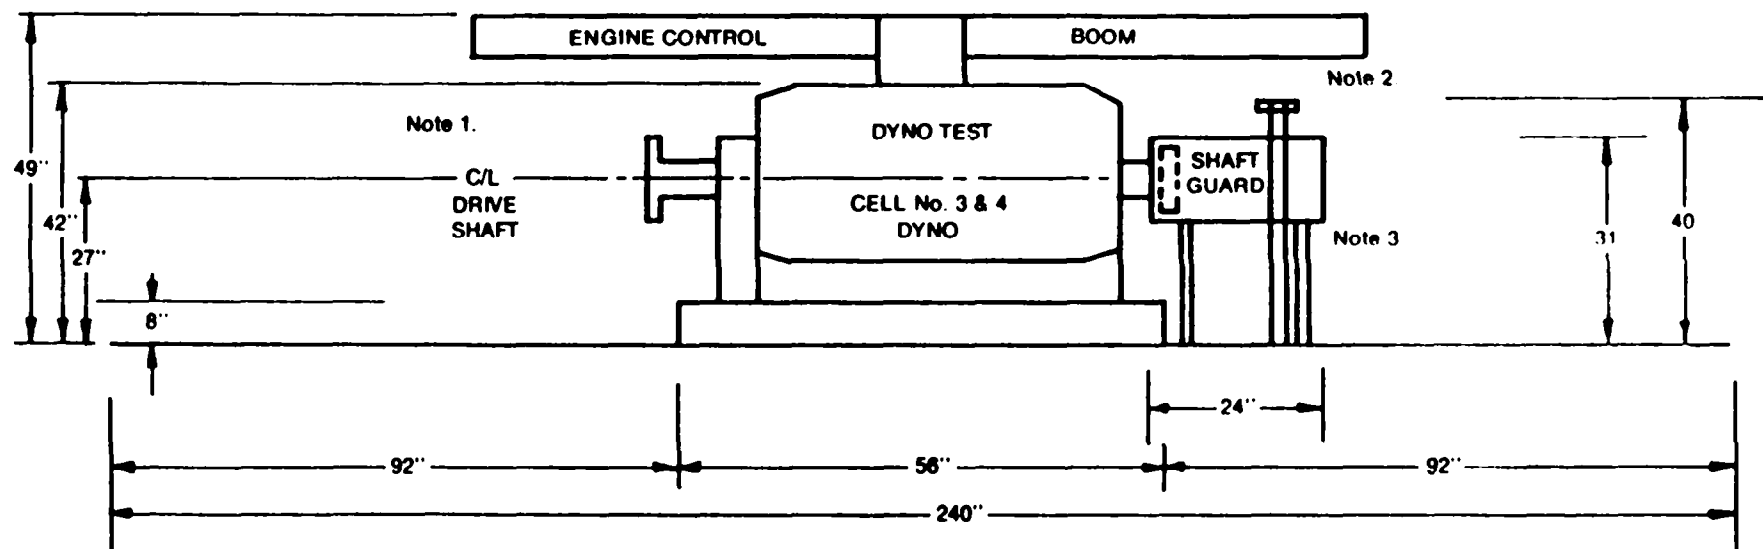 ENGINE CONTROL BOOM
Note 2
Note 1.
DYNO TEST
49"
SHAFT
C/L
GUARD
DRIVE
CELL No. 3 & 4
42"
40
SHAFT
DYNO
31
Note 3
27"
8"
24"
92"
56"
92"
240"